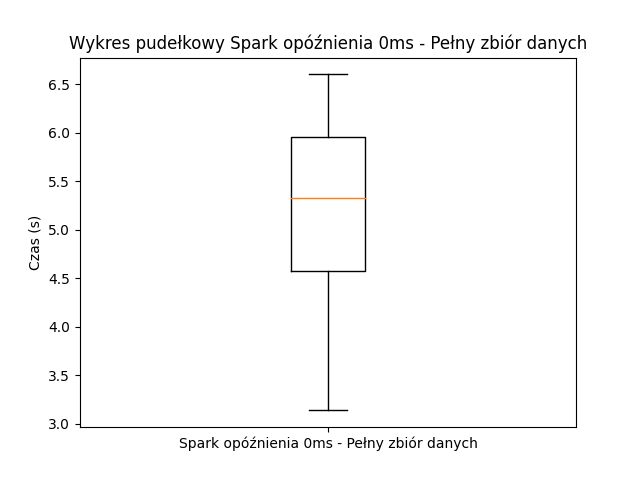 Wykres pudełkowy Spark opóźnienia 0ms - Pełny zbiór danych
6.5
6.0
5.5
5.0
4.5
4.0
3.5
3.0
Czas (s)
Spark opóźnienia 0ms - Pełny zbiór danych